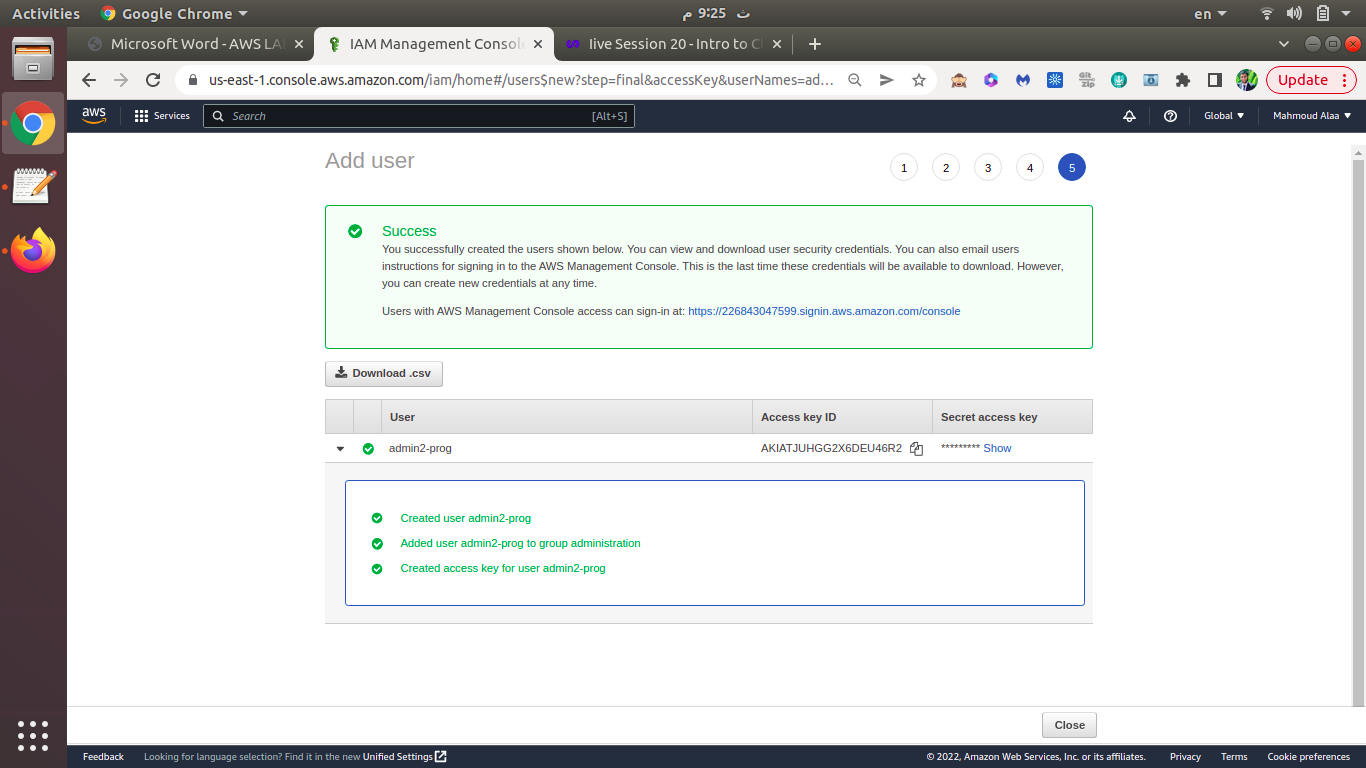 Activities
Google Chrome
ث 9:25 م
en
Microsoft Word - AWS LA
IAM Management Consol
Iive Session 20 - Intro to C
us-east-1.console.aws.amazon.com/iam/home#/users$new?step=final&accessKey&userNames=ad...
Git
Zip
Update
aws
Services
Search
[Alt+S]
Global
Mahmoud Alaa
Add user
1
2
3
4
5
Success
You successfully created the users shown below. You can view and download user security credentials. You can also email users
instructions for signing in to the AWS Management Console. This is the last time these credentials will be available to download. However,
you can create new credentials at any time.
Users with AWS Management Console access can sign-in at: https://226843047599.signin.aws.amazon.com/console
Download .csv
User
Access key ID
Secret access key
admin2-prog
AKIATJUHGG2X6DEU46R2
********* Show
Created user admin2-prog
Added user admin2-prog to group administration
Created access key for user admin2-prog
Close
Feedback
Looking for language selection? Find it in the new Unified Settings
© 2022, Amazon Web Services, Inc. or its affiliates.
Privacy
Terms
Cookie preferences